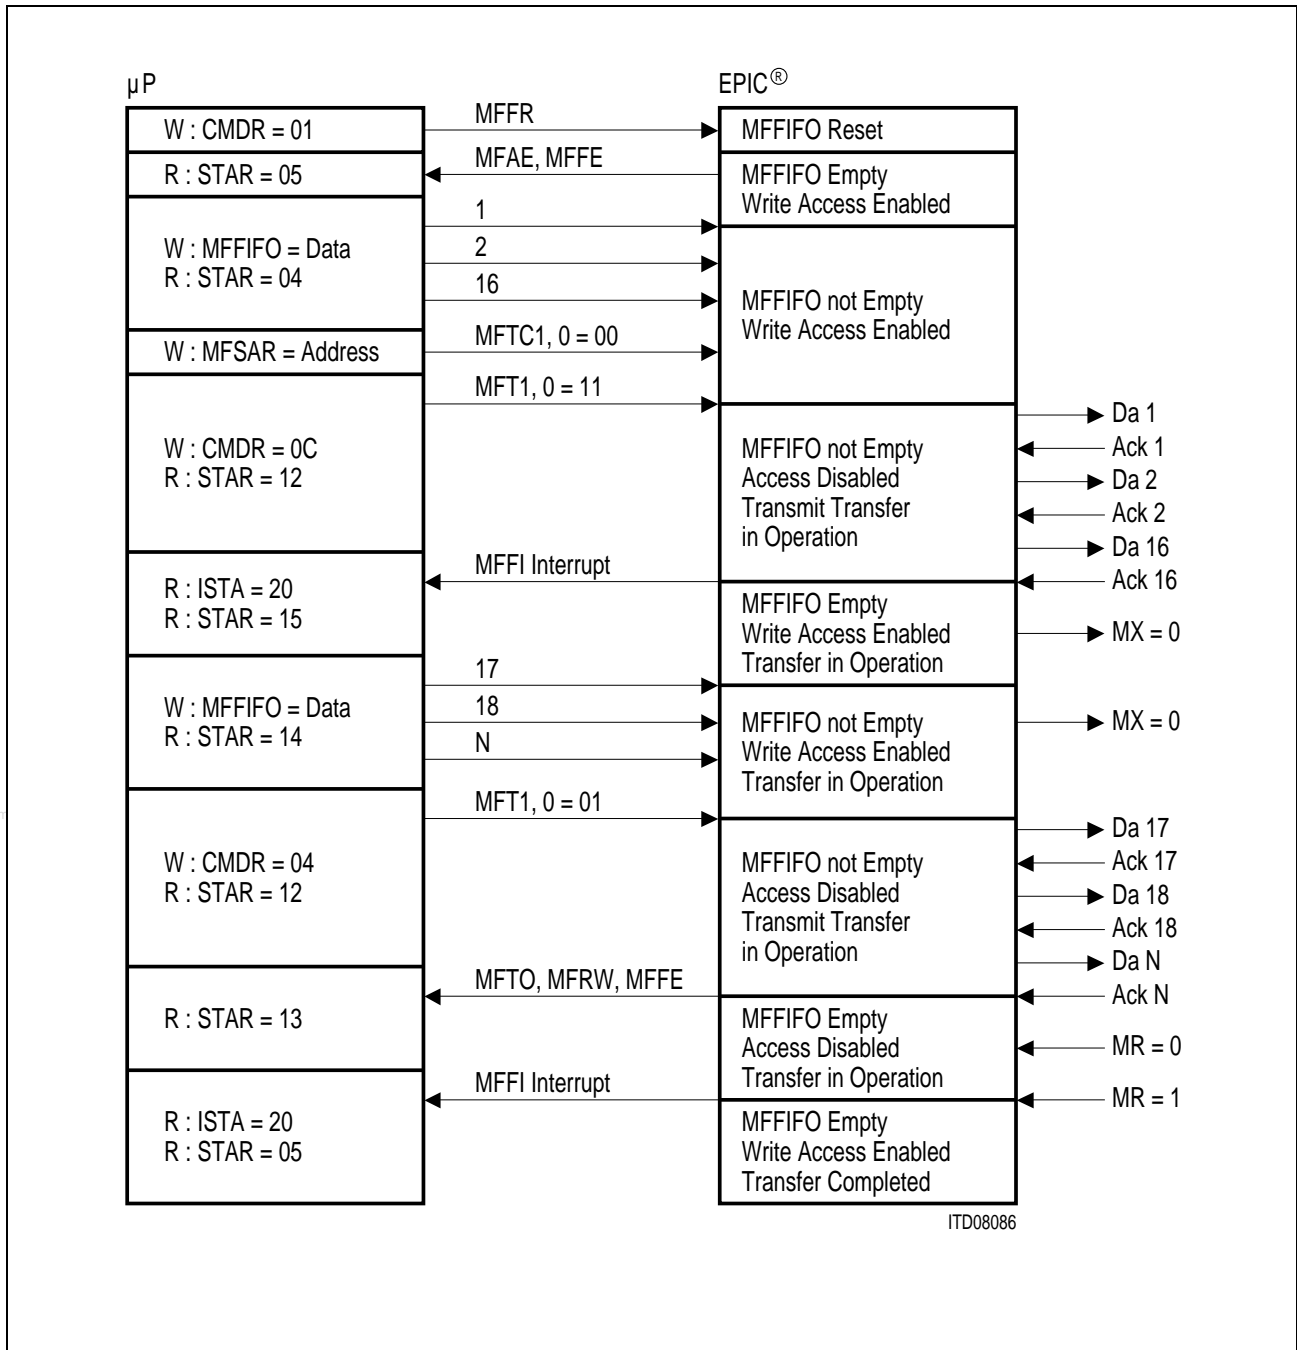 µP
EPIC®
W : CMDR = 01
MFFR
MFFIFO Reset
R : STAR = 05
MFAE, MFFE
MFFIFO Empty
Write Access Enabled
W : MFFIFO = Data
R : STAR = 04
1
2
16
MFFIFO not Empty
Write Access Enabled
W : MFSAR = Address
MFTC1, 0 = 00
W : CMDR = 0C
R : STAR = 12
MFT1, 0 = 11
MFFIFO not Empty
Access Disabled
Transmit Transfer
in Operation
Da 1
Ack 1
Da 2
Ack 2
Da 16
Ack 16
R : ISTA = 20
R : STAR = 15
MFFI Interrupt
MFFIFO Empty
Write Access Enabled
Transfer in Operation
MX = 0
W : MFFIFO = Data
R : STAR = 14
17
18
N
MFFIFO not Empty
Write Access Enabled
Transfer in Operation
MX = 0
W : CMDR = 04
R : STAR = 12
MFT1, 0 = 01
MFFIFO not Empty
Access Disabled
Transmit Transfer
in Operation
Da 17
Ack 17
Da 18
Ack 18
Da N
Ack N
R : STAR = 13
MFTO, MFRW, MFFE
MFFIFO Empty
Access Disabled
Transfer in Operation
MR = 0
MR = 1
R : ISTA = 20
R : STAR = 05
MFFI Interrupt
MFFIFO Empty
Write Access Enabled
Transfer Completed
ITD08086